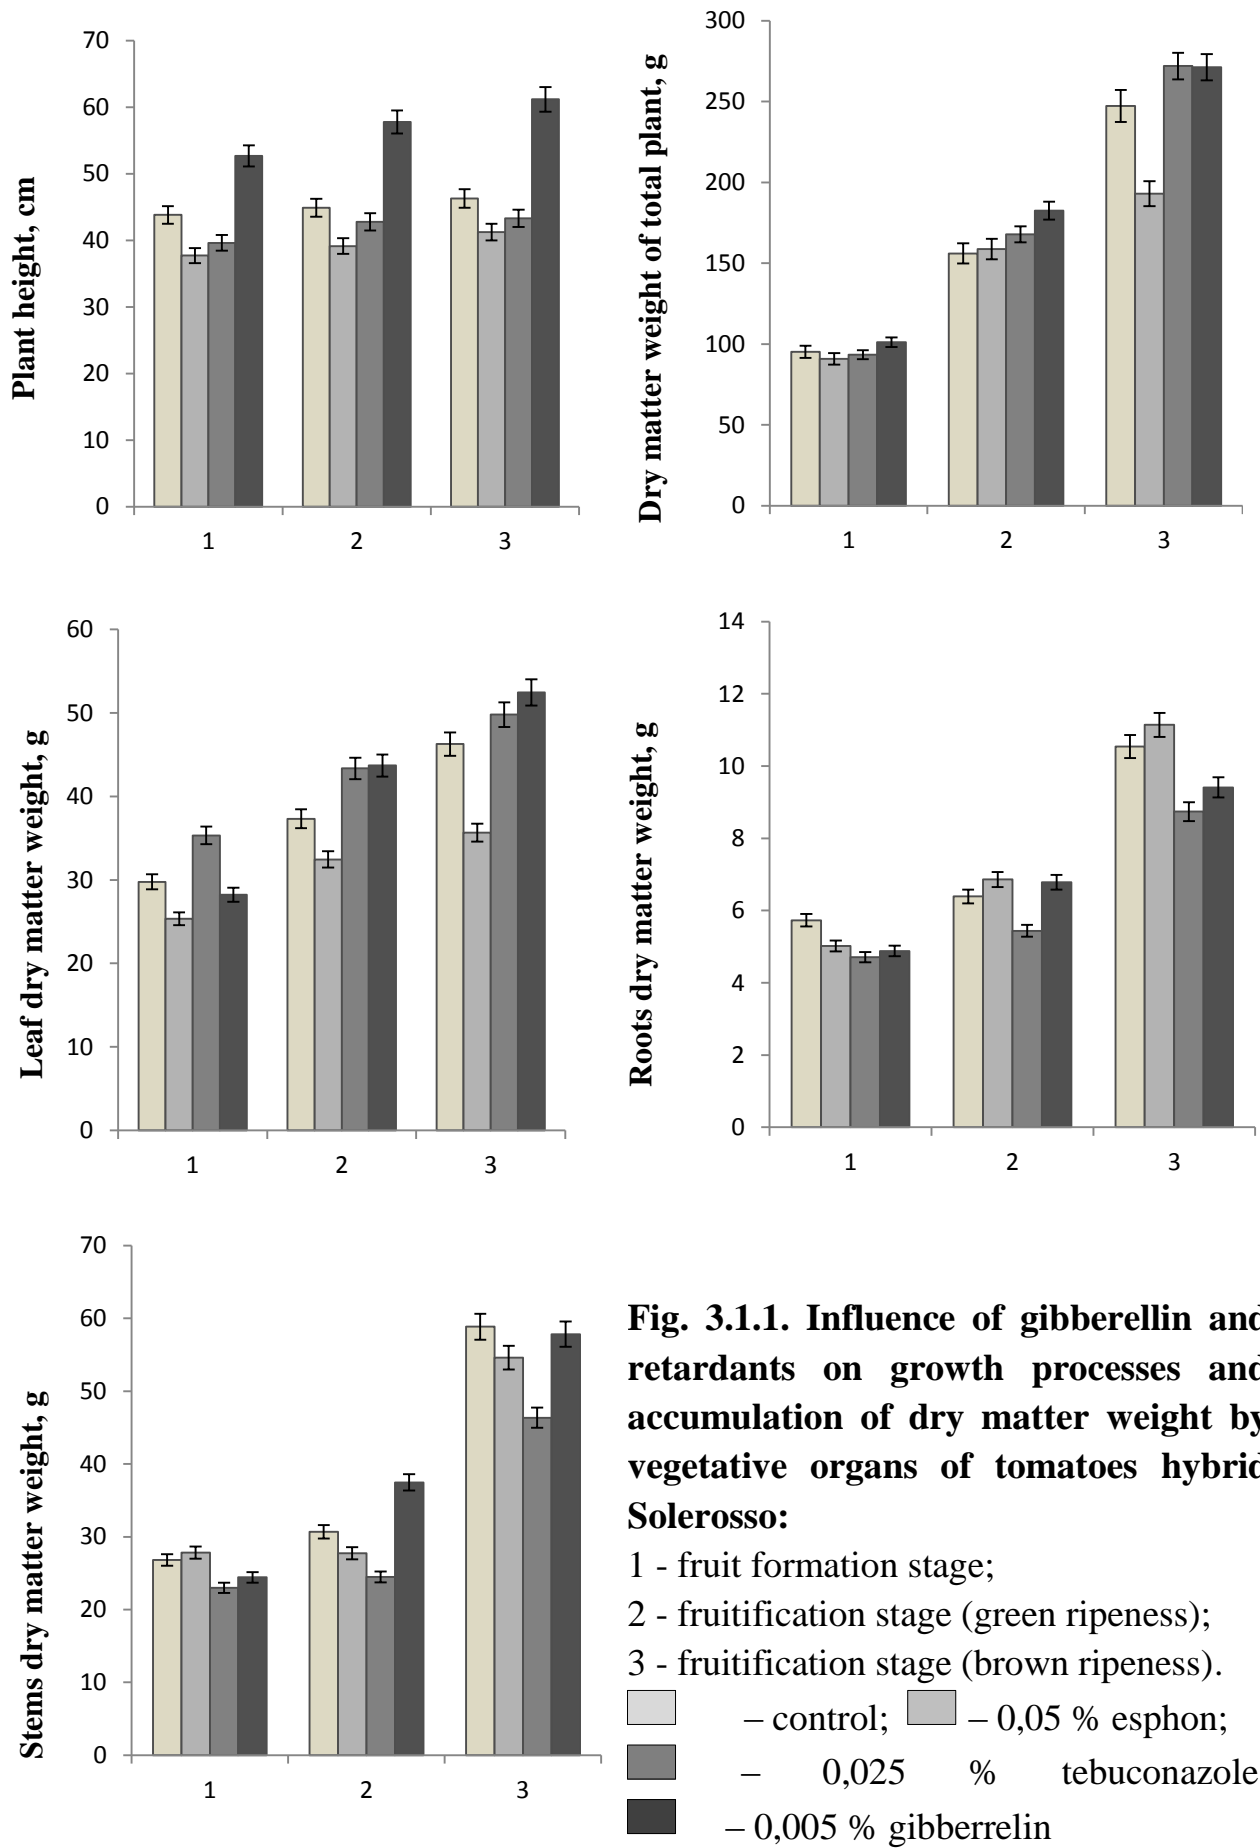 Plant height, cm
70
60
50
40
30
20
10
0
1 2 3
Dry matter weight of total plant, g
300
250
200
150
100
50
0
1 2 3
Leaf dry matter weight, g
60
50
40
30
20
10
0
1 2 3
Roots dry matter weight, g
14
12
10
8
6
4
2
0
1 2 3
Stems dry matter weight, g
70
60
50
40
30
20
10
0
1 2 3
Fig. 3.1.1. Influence of gibberellin and
retardants on growth processes and
accumulation of dry matter weight by
vegetative organs of tomatoes hybrid
Solerosso:
1 - fruit formation stage;
2 - fruitification stage (green ripeness);
3 - fruitification stage (brown ripeness).
– control; – 0,05 % esphon;
– 0,025 % tebuconazole
– 0,005 % gibberrelin